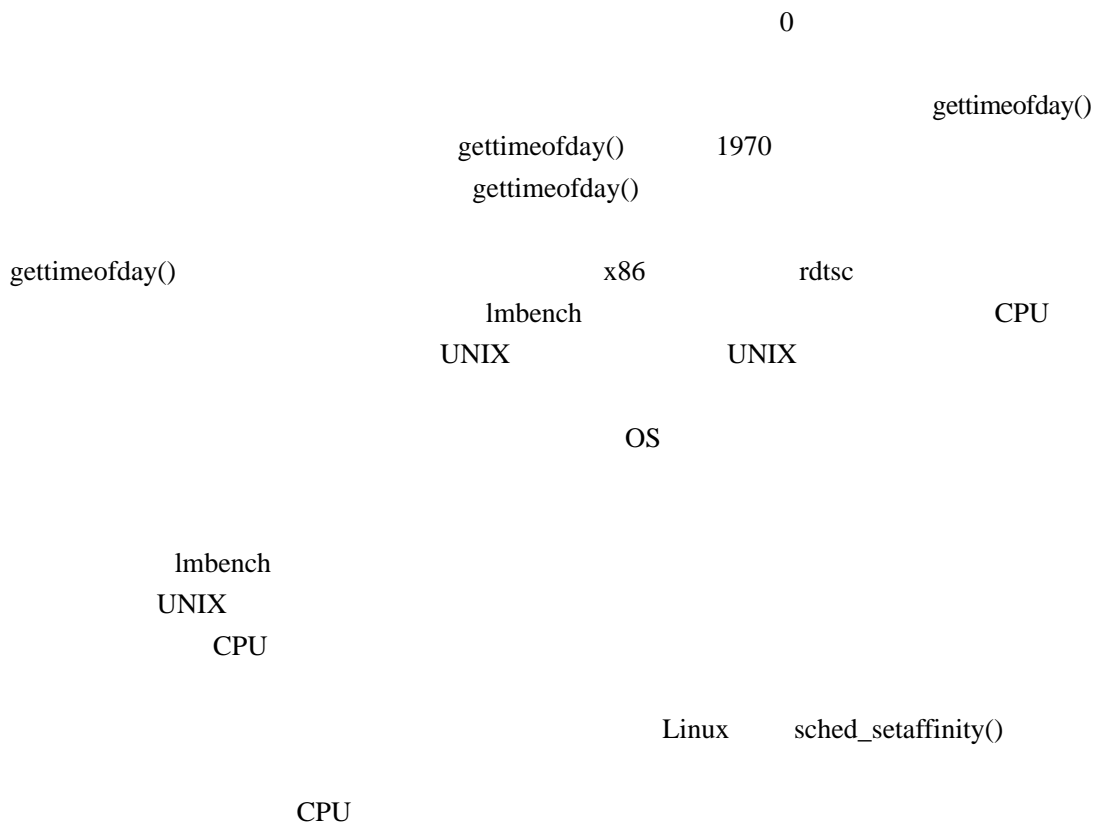 0
gettimeofday()
gettimeofday() 1970
gettimeofday()
gettimeofday() x86 rdtsc
lmbench CPU
UNIX UNIX
OS
lmbench
UNIX
CPU
Linux sched_setaffinity()
CPU